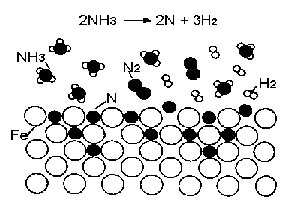 2NH₃ → 2N + 3H₂
NH₃
N₂
H₂
N
Fe